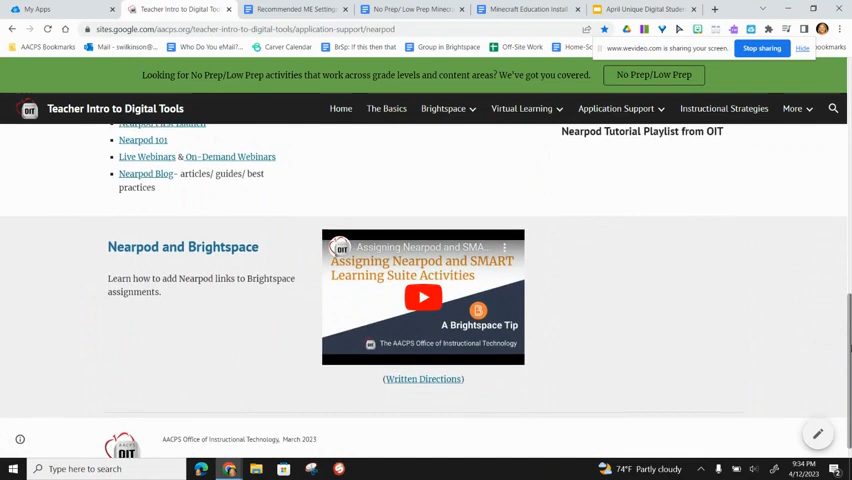 My Apps
Teacher Intro to Digital Tools
Recommended ME Setting
No Prep/ Low Prep Minecra
Minecraft Education Install
April Unique Digital Studen
sites.google.com/aacps.org/teacher-intro-to-digital-tools/application-support/nearpod
AACPS Bookmarks
My Drive - swilkinson@
Who Do YOU eMail?...
Carver Calendar
BrSp: If this then that
Group in Brightspace
Off-Site Work
Home-Sc
www.wevideo.com is sharing your screen.
Stop sharing
Hide
bookmarks
Looking for No Prep/Low Prep activities that work across grade levels and content areas? We've got you covered.
No Prep/Low Prep
OIT
Teacher Intro to Digital Tools
Home
The Basics
Brightspace
Virtual Learning
Application Support
Instructional Strategies
More
Nearpod First Launch
Nearpod 101
Live Webinars & On-Demand Webinars
Nearpod Blog- articles/ guides/ best
practices
Nearpod Tutorial Playlist from OIT
Nearpod and Brightspace
Learn how to add Nearpod links to Brightspace
assignments.
Assigning Nearpod and SMA...
Assigning Nearpod and SMART
Learning Suite Activities
A Brightspace Tip
The AACPS Office of Instructional Technology
(Written Directions)
OIT
AACPS Office of Instructional Technology, March 2023
Type here to search
74°F Partly cloudy
9:34 PM
4/12/2023